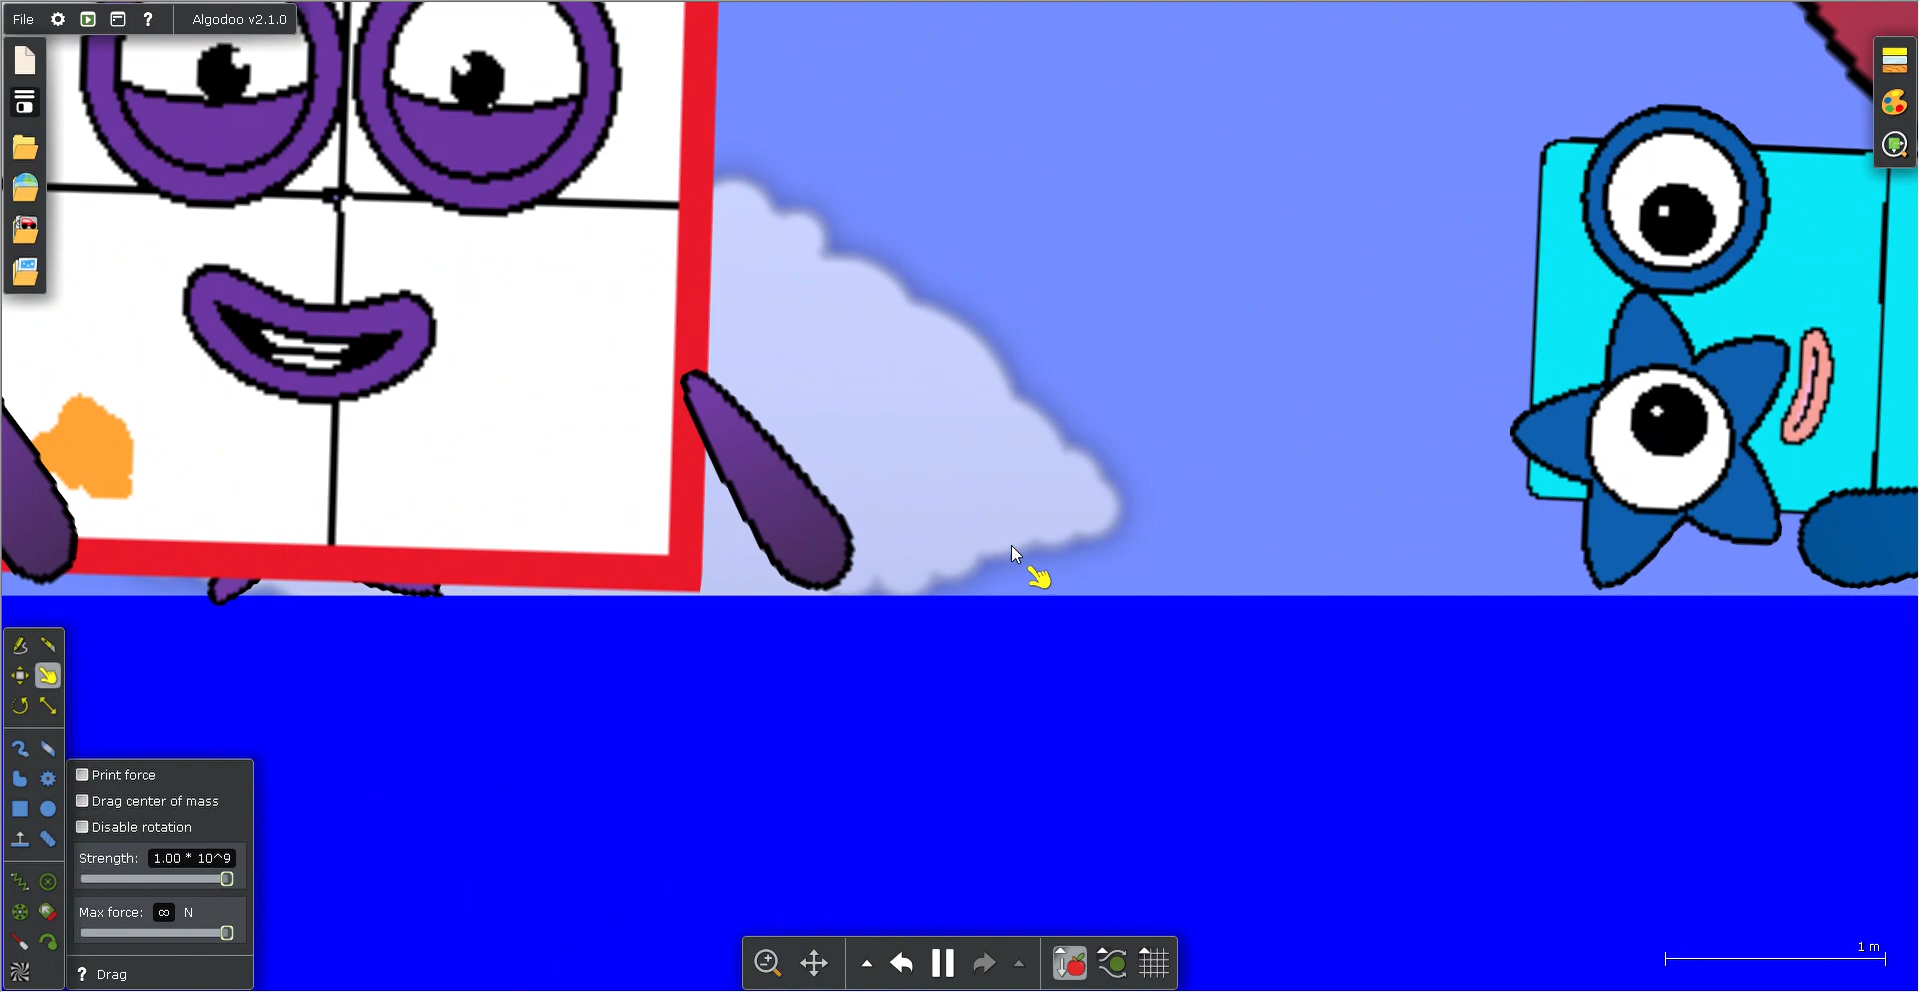 File ? Algodoo v2.1.0
Print force
Drag center of mass
Disable rotation
Strength: 1.00 * 10^9
Max force: ∞ N
? Drag
1 m